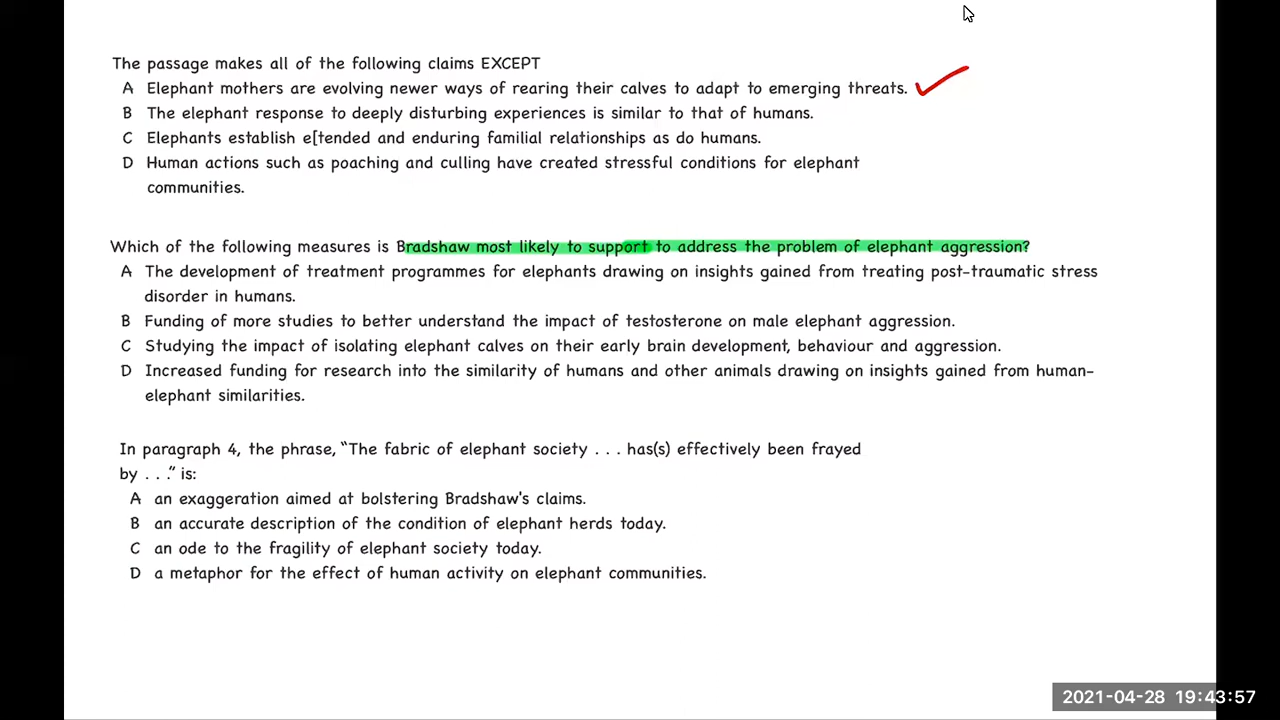 The passage makes all of the following claims EXCEPT
A Elephant mothers are evolving newer ways of rearing their calves to adapt to emerging threats.
B The elephant response to deeply disturbing experiences is similar to that of humans.
C Elephants establish e[tended and enduring familial relationships as do humans.
D Human actions such as poaching and culling have created stressful conditions for elephant
communities.
Which of the following measures is Bradshaw most likely to support to address the problem of elephant aggression?
A The development of treatment programmes for elephants drawing on insights gained from treating post-traumatic stress
disorder in humans.
B Funding of more studies to better understand the impact of testosterone on male elephant aggression.
C Studying the impact of isolating elephant calves on their early brain development, behaviour and aggression.
D Increased funding for research into the similarity of humans and other animals drawing on insights gained from human-
elephant similarities.
In paragraph 4, the phrase, “The fabric of elephant society . . . has(s) effectively been frayed
by . . .” is:
A an exaggeration aimed at bolstering Bradshaw's claims.
B an accurate description of the condition of elephant herds today.
C an ode to the fragility of elephant society today.
D a metaphor for the effect of human activity on elephant communities.
2021-04-28 19:43:57